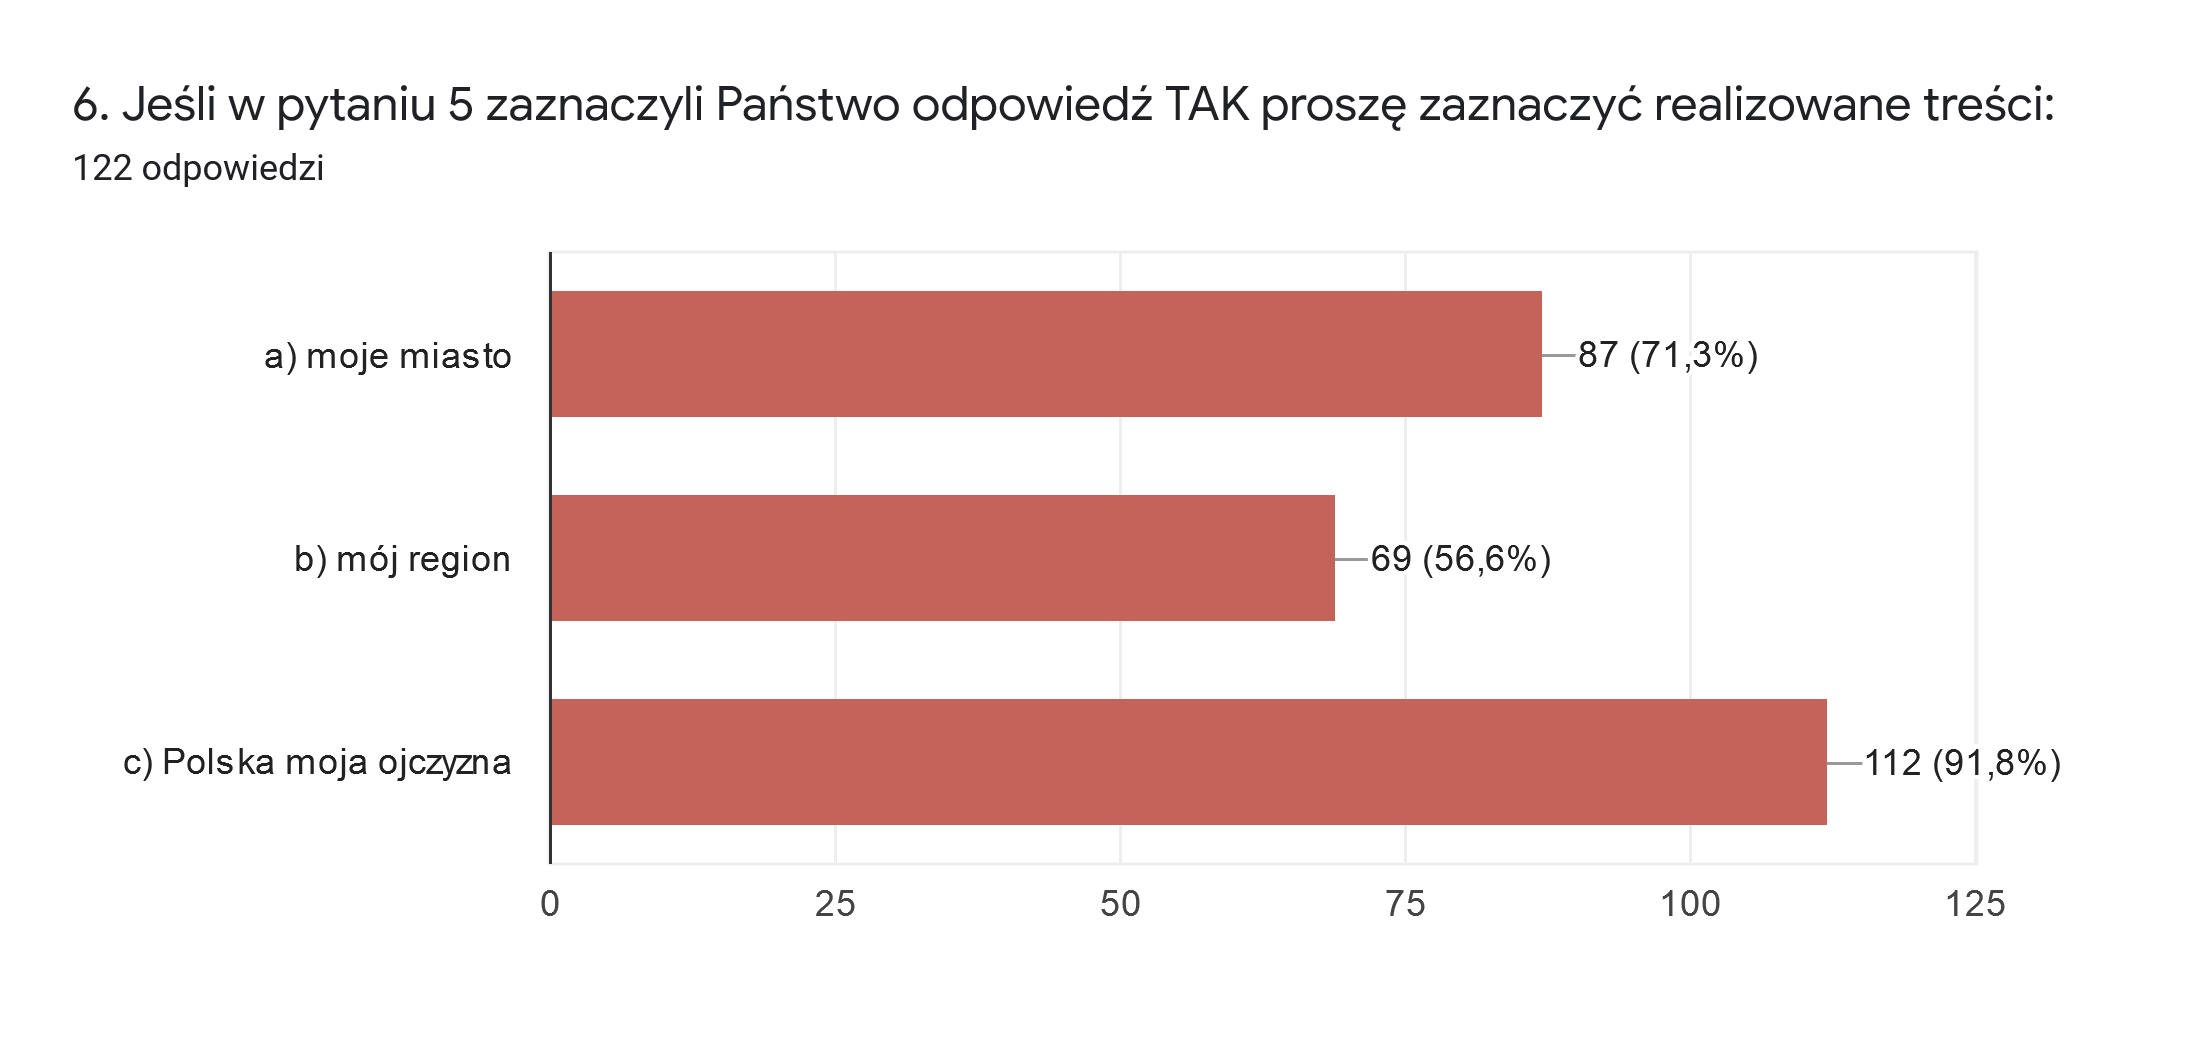 6. Jeśli w pytaniu 5 zaznaczyli Państwo odpowiedź TAK proszę zaznaczyć realizowane treści:
122 odpowiedzi
a) moje miasto
87 (71,3%)
b) mój region
69 (56,6%)
c) Polska moja ojczyzna
112 (91,8%)
0 25 50 75 100 125